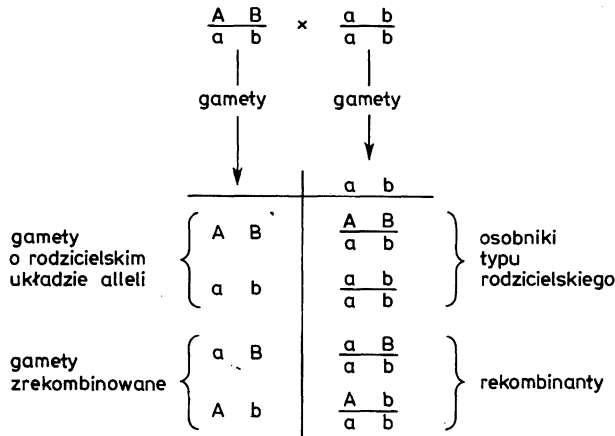 A B × a b
a b a b
gamety gamety
a b
gamety
o rodzicielskim
układzie alleli
A B
a b
A B
a b
a b
a b
osobniki
typu
rodzicielskiego
gamety
zrekombinowane
a B
A b
a B
a b
A b
a b
rekombinanty